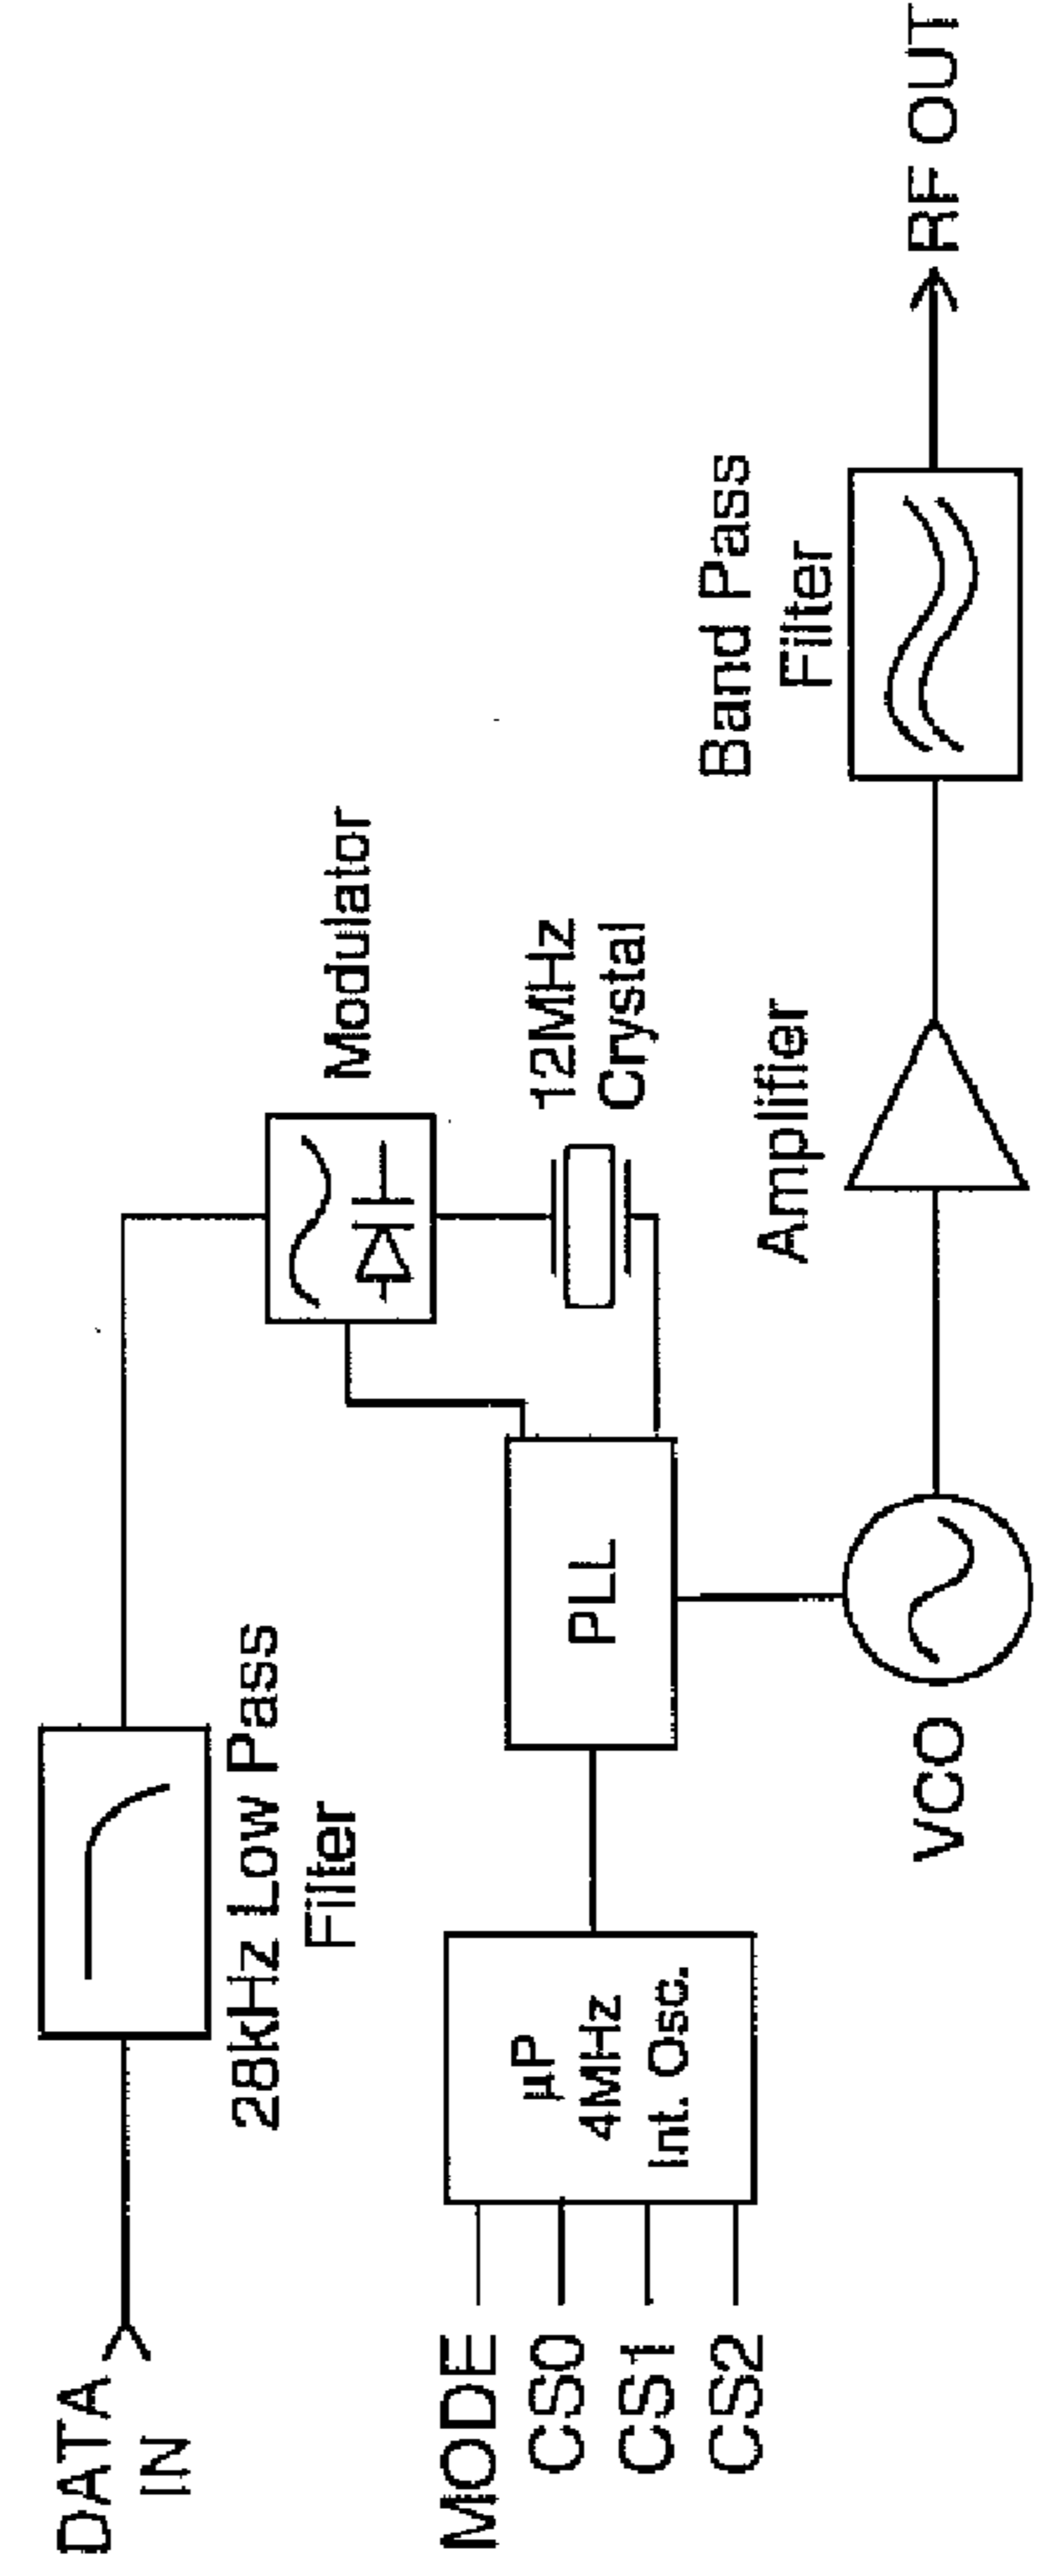 DATA
IN
28kHz Low Pass
Filter
Modulator
MODE
CS0
CS1
CS2
µP
4MHz
Int. Osc.
PLL
12MHz
Crystal
VCO
Amplifier
Band Pass
Filter
RF OUT